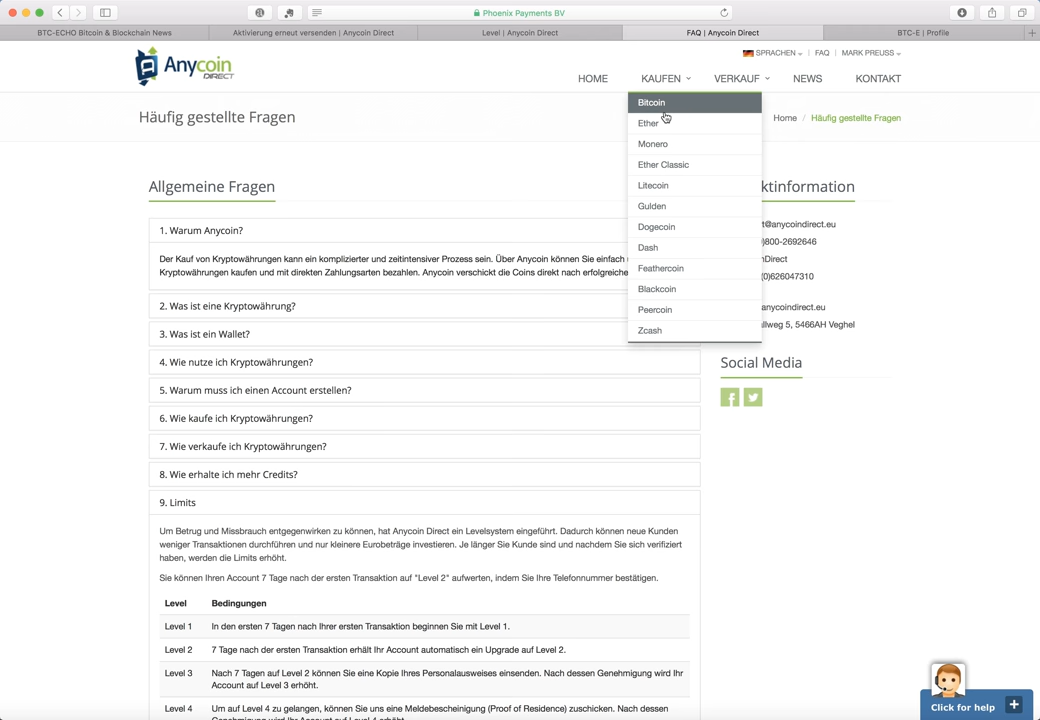 Phoenix Payments BV
BTC-ECHO Bitcoin & Blockchain News
Aktivierung erneut versenden | Anycoin Direct
Level | Anycoin Direct
FAQ | Anycoin Direct
BTC-E | Profile
Anycoin
DIRECT
SPRACHEN
FAQ
MARK PREUSS
HOME
KAUFEN
VERKAUF
NEWS
KONTAKT
Häufig gestellte Fragen
Home / Häufig gestellte Fragen
Bitcoin
Ether
Monero
Ether Classic
Litecoin
Gulden
Dogecoin
Dash
Feathercoin
Blackcoin
Peercoin
Zcash
Allgemeine Fragen
1. Warum Anycoin?
Der Kauf von Kryptowährungen kann ein komplizierter und zeitintensiver Prozess sein. Über Anycoin können Sie einfach
Kryptowährungen kaufen und mit direkten Zahlungsarten bezahlen. Anycoin verschickt die Coins direkt nach
2. Was ist eine Kryptowährung?
3. Was ist ein Wallet?
4. Wie nutze ich Kryptowährungen?
5. Warum muss ich einen Account erstellen?
6. Wie kaufe ich Kryptowährungen?
7. Wie verkaufe ich Kryptowährungen?
8. Wie erhalte ich mehr Credits?
9. Limits
Um Betrug und Missbrauch entgegenwirken zu können, hat Anycoin Direct ein Levelsystem eingeführt. Dadurch können neue Kunden
weniger Transaktionen durchführen und nur kleinere Eurobeträge investieren. Je länger Sie Kunde sind und nachdem Sie sich verifiziert
haben, werden die Limits erhöht.
Sie können Ihren Account 7 Tage nach der ersten Transaktion auf "Level 2" aufwerten, indem Sie Ihre Telefonnummer bestätigen.
Level Bedingungen
Level 1 In den ersten 7 Tagen nach Ihrer ersten Transaktion beginnen Sie mit Level 1.
Level 2 7 Tage nach der ersten Transaktion erhält Ihr Account automatisch ein Upgrade auf Level 2.
Level 3 Nach 7 Tagen auf Level 2 können Sie eine Kopie Ihres Personalausweises einsenden. Nach dessen Genehmigung wird Ihr
Account auf Level 3 erhöht.
Level 4 Um auf Level 4 zu gelangen, können Sie uns eine Meldebescheinigung (Proof of Residence) zuschicken. Nach dessen
Genehmigung wird Ihr Account auf Level 4 erhöht
ktinformation
t@anycoindirect.eu
)800-2692646
nDirect
(0)626047310
anycoindirect.eu
allweg 5, 5466AH Veghel
Social Media
Click for help